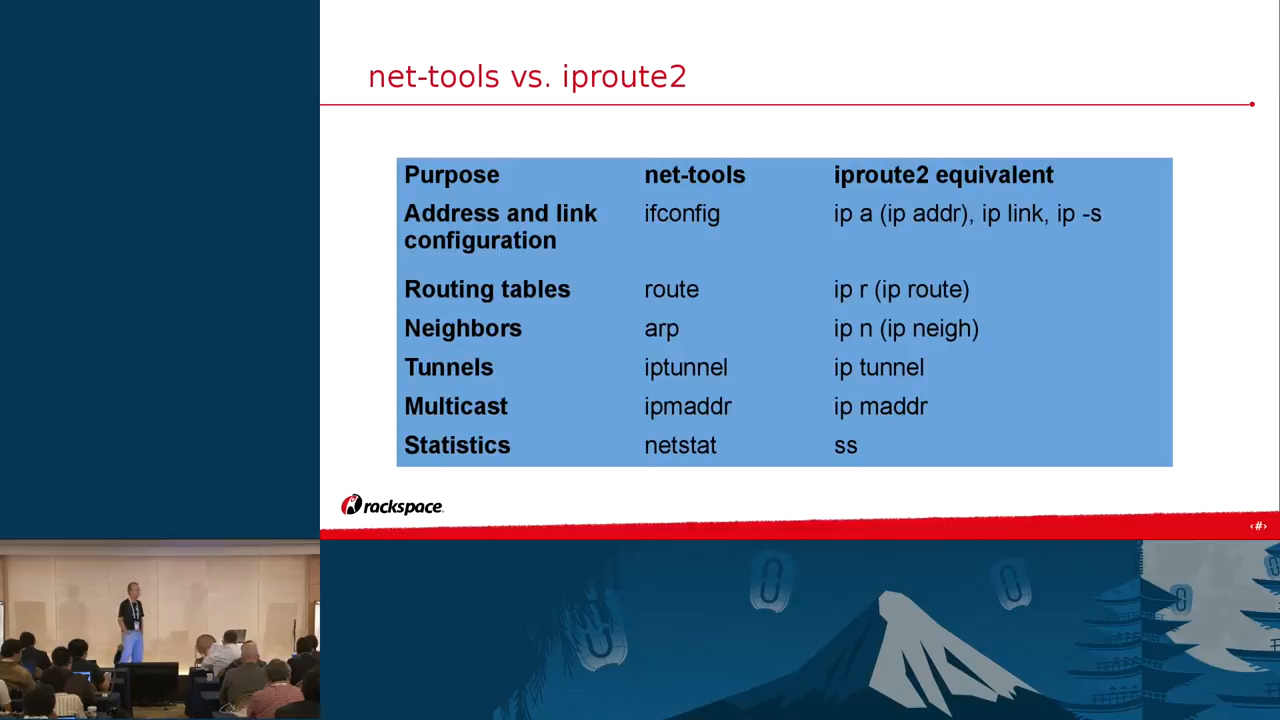 net-tools vs. iproute2
Purpose net-tools iproute2 equivalent
Address and link configuration ifconfig ip a (ip addr), ip link, ip -s
Routing tables route ip r (ip route)
Neighbors arp ip n (ip neigh)
Tunnels iptunnel ip tunnel
Multicast ipmaddr ip maddr
Statistics netstat ss
rackspace.
‹#›